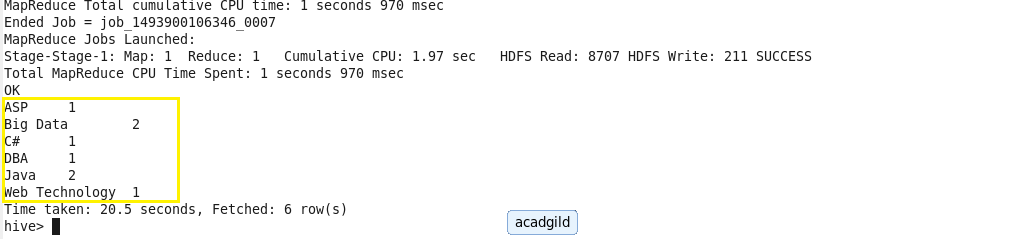 MapReduce Total cumulative CPU time: 1 seconds 970 msec
Ended Job = job_1493900106346_0007
MapReduce Jobs Launched:
Stage-Stage-1: Map: 1  Reduce: 1   Cumulative CPU: 1.97 sec   HDFS Read: 8707 HDFS Write: 211 SUCCESS
Total MapReduce CPU Time Spent: 1 seconds 970 msec
OK
ASP     1
Big Data        2
C#      1
DBA     1
Java    2
Web Technology  1
Time taken: 20.5 seconds, Fetched: 6 row(s)
hive>
acadgild